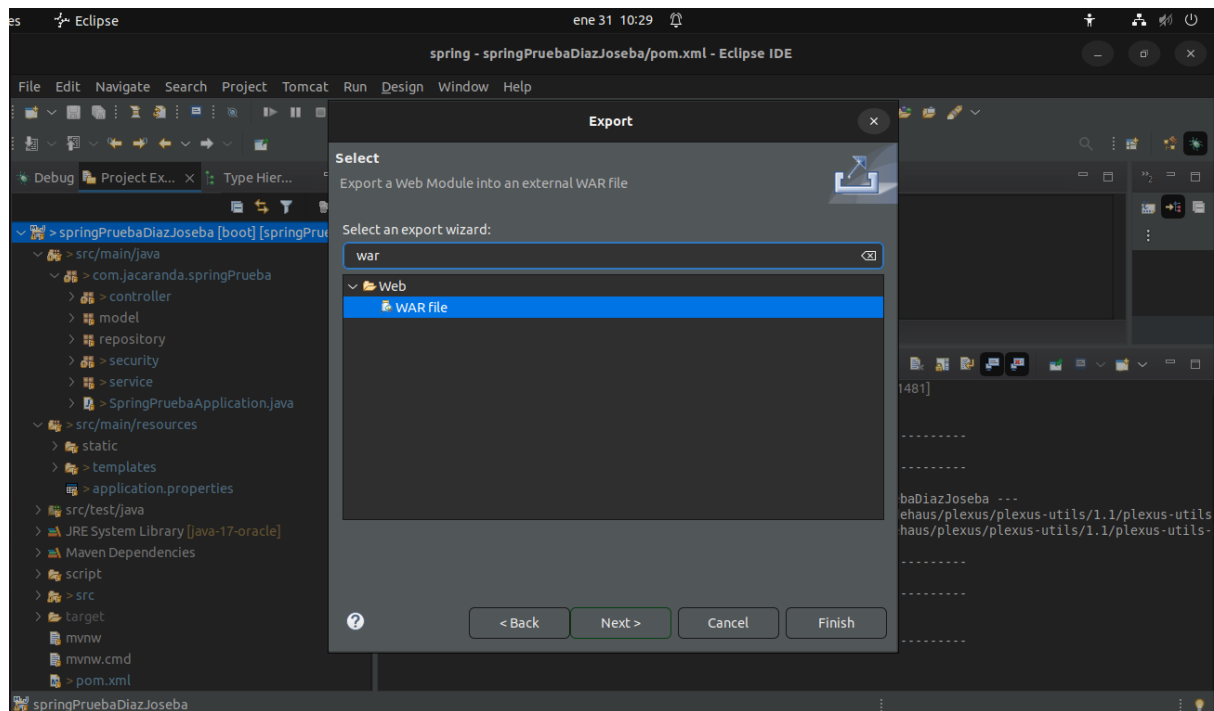 es Eclipse ene 31 10:29
spring - springPruebaDiazJoseba/pom.xml - Eclipse IDE
File Edit Navigate Search Project Tomcat Run Design Window Help
Export
Select
Export a Web Module into an external WAR file
Debug Project Ex... Type Hier...
Select an export wizard:
war
Web
WAR file
> springPruebaDiazJoseba [boot] [springPrue
> src/main/java
> com.jacaranda.springPrueba
> controller
model
repository
> security
> service
> SpringPruebaApplication.java
> src/main/resources
static
> templates
> application.properties
src/test/java
JRE System Library [java-17-oracle]
Maven Dependencies
script
> src
target
mvnw
mvnw.cmd
> pom.xml
1481]
---------
---------
baDiazJoseba ---
ehaus/plexus/plexus-utils/1.1/plexus-utils
haus/plexus/plexus-utils/1.1/plexus-utils-
---------
---------
---------
< Back Next > Cancel Finish
springPruebaDiazJoseba